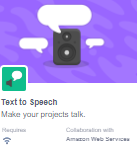 Text to Speech
Make your projects talk.
Requires
Collaboration with
Amazon Web Services